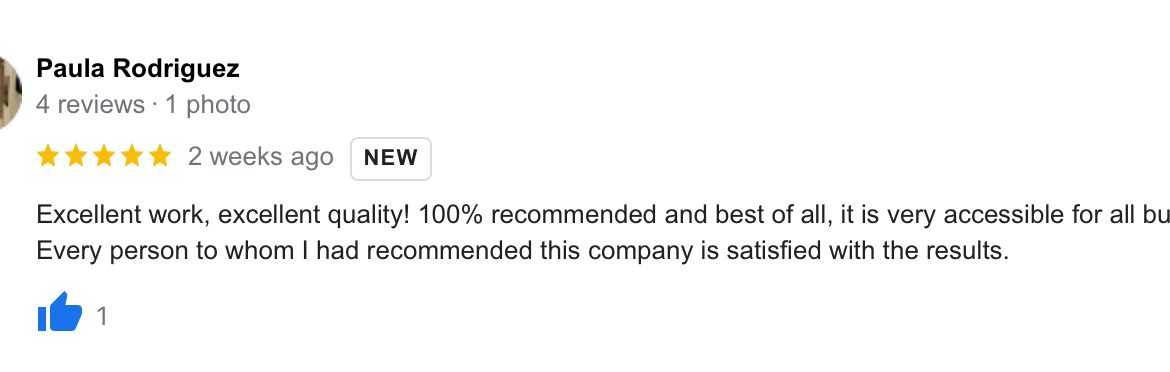 Paula Rodriguez
4 reviews · 1 photo
2 weeks ago NEW
Excellent work, excellent quality! 100% recommended and best of all, it is very accessible for all
Every person to whom I had recommended this company is satisfied with the results.
1